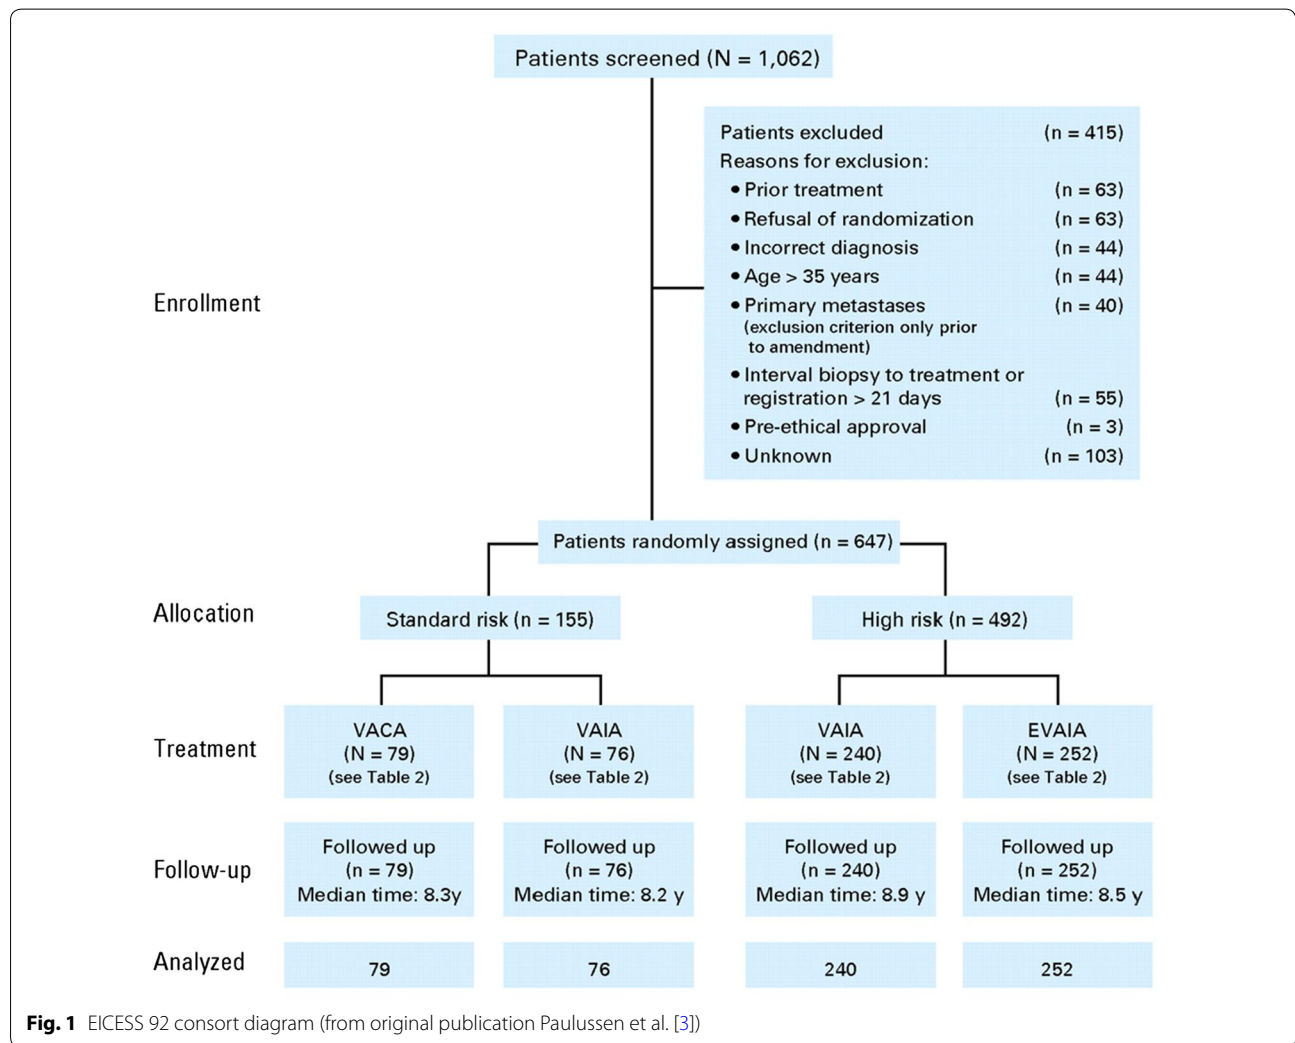 Patients screened (N = 1,062)
Patients excluded (n = 415)
Reasons for exclusion:
• Prior treatment (n = 63)
• Refusal of randomization (n = 63)
• Incorrect diagnosis (n = 44)
• Age > 35 years (n = 44)
• Primary metastases (n = 40)
(exclusion criterion only prior
to amendment)
• Interval biopsy to treatment or
registration > 21 days (n = 55)
• Pre-ethical approval (n = 3)
• Unknown (n = 103)
Enrollment
Patients randomly assigned (n = 647)
Allocation
Standard risk (n = 155)
High risk (n = 492)
Treatment
VACA
(N = 79)
(see Table 2)
VAIA
(N = 76)
(see Table 2)
VAIA
(N = 240)
(see Table 2)
EVAIA
(N = 252)
(see Table 2)
Follow-up
Followed up
(n = 79)
Median time: 8.3y
Followed up
(n = 76)
Median time: 8.2 y
Followed up
(n = 240)
Median time: 8.9 y
Followed up
(n = 252)
Median time: 8.5 y
Analyzed
79
76
240
252
Fig. 1 EICESS 92 consort diagram (from original publication Paulussen et al. [3])